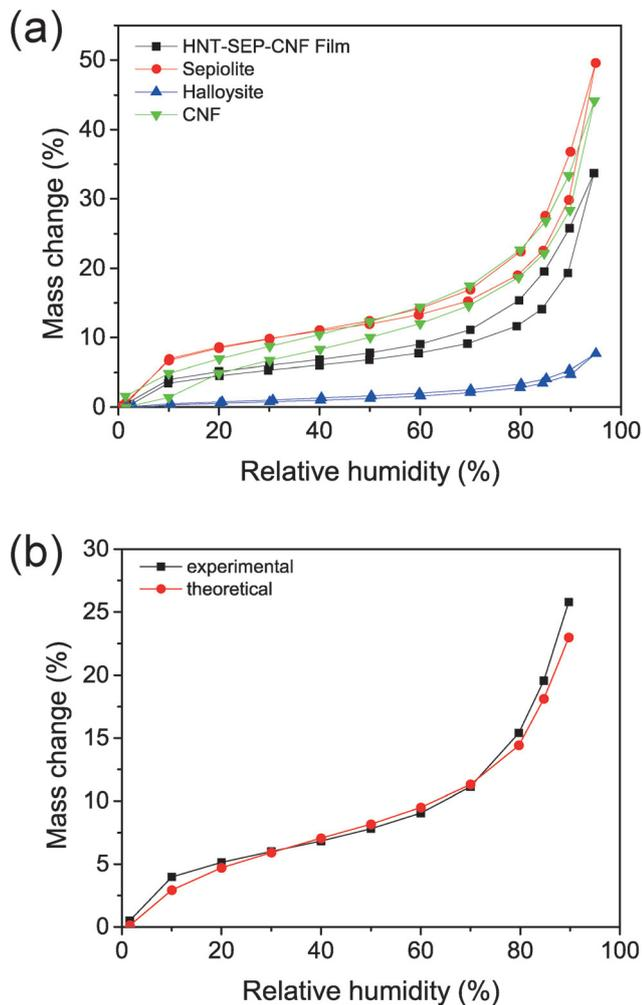 (a)
HNT-SEP-CNF Film
Sepiolite
Halloysite
CNF
50
40
30
20
10
0
0 20 40 60 80 100
Mass change (%)
Relative humidity (%)
(b)
experimental
theoretical
30
25
20
15
10
5
0
0 20 40 60 80 100
Mass change (%)
Relative humidity (%)